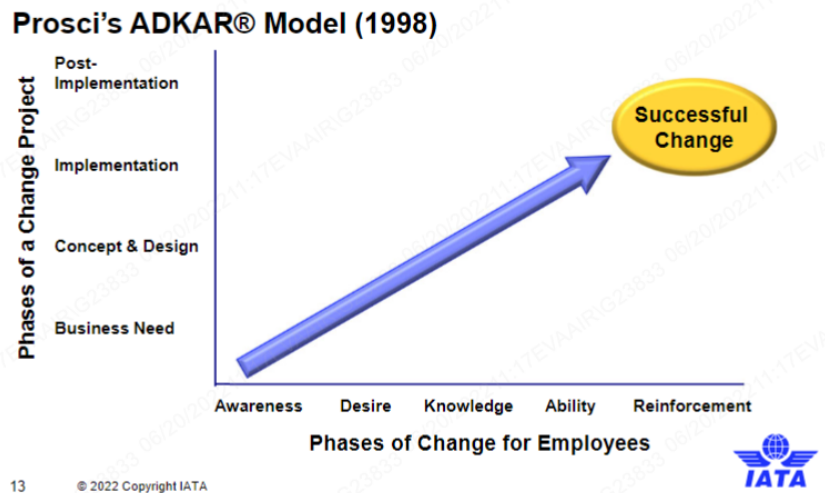 Prosci's ADKAR® Model (1998)
Phases of a Change Project
Post-
Implementation
Implementation
Concept & Design
Business Need
Successful
Change
Awareness Desire Knowledge Ability Reinforcement
Phases of Change for Employees
13 © 2022 Copyright IATA
IATA